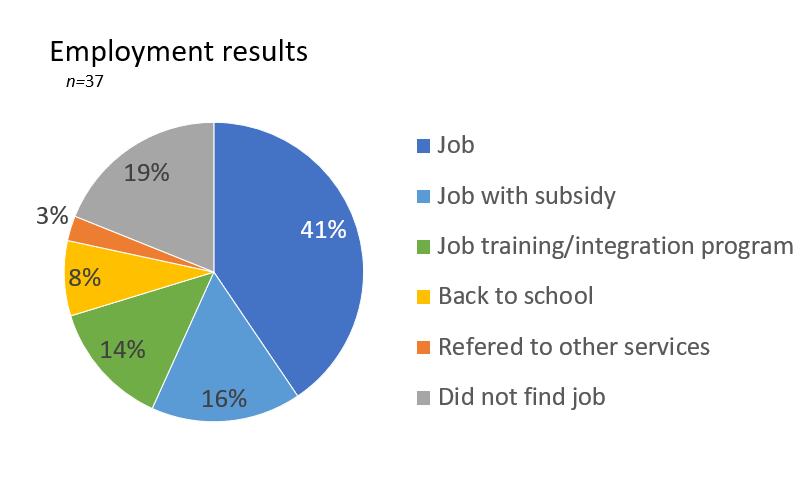 Employment results
n=37
41%
16%
14%
8%
3%
19%
Job
Job with subsidy
Job training/integration program
Back to school
Refered to other services
Did not find job